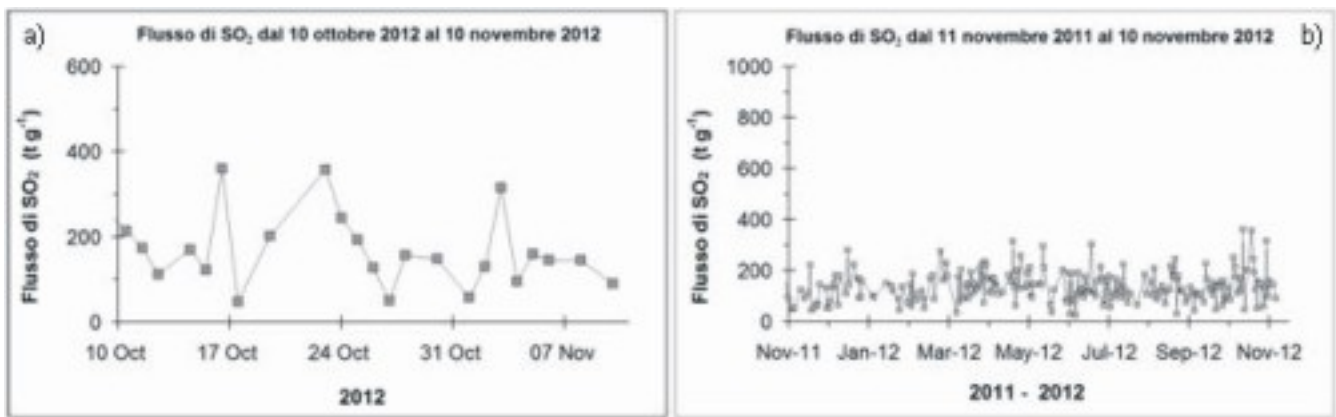 a)
Flusso di SO₂ dal 10 ottobre 2012 al 10 novembre 2012
600
400
200
0
Flusso di SO₂ (t g⁻¹)
10 Oct 17 Oct 24 Oct 31 Oct 07 Nov
2012
Flusso di SO₂ dal 11 novembre 2011 al 10 novembre 2012
b)
1000
800
600
400
200
0
Flusso di SO₂ (t g⁻¹)
Nov-11 Jan-12 Mar-12 May-12 Jul-12 Sep-12 Nov-12
2011 - 2012